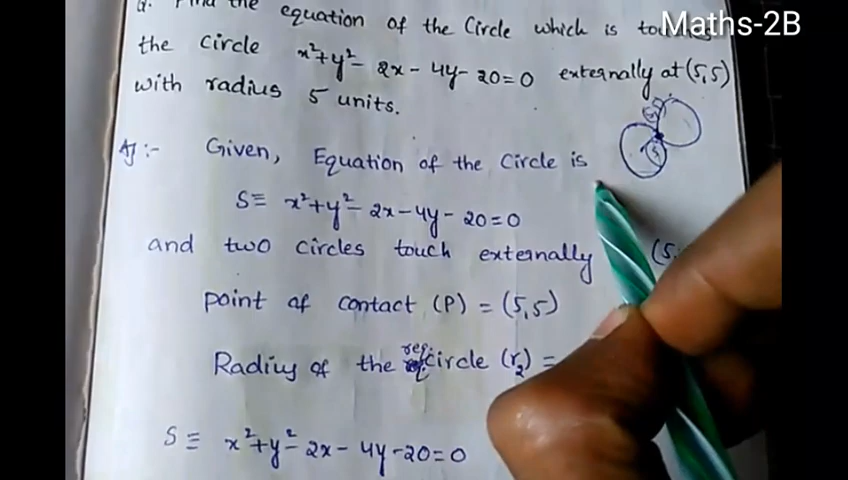 Q. Find the equation of the Circle which is
Maths-2B
the circle x²+y²- 2x - 4y- 20=0 externally at (5,5)
with radius 5 units.
A):- Given, Equation of the Circle is
S≡ x²+y²- 2x-4y- 20=0
and two circles touch externally
point of contact (P) = (5,5)
Radius of the req. circle (r₂) =
S ≡ x²+y²- 2x- 4y-20=0